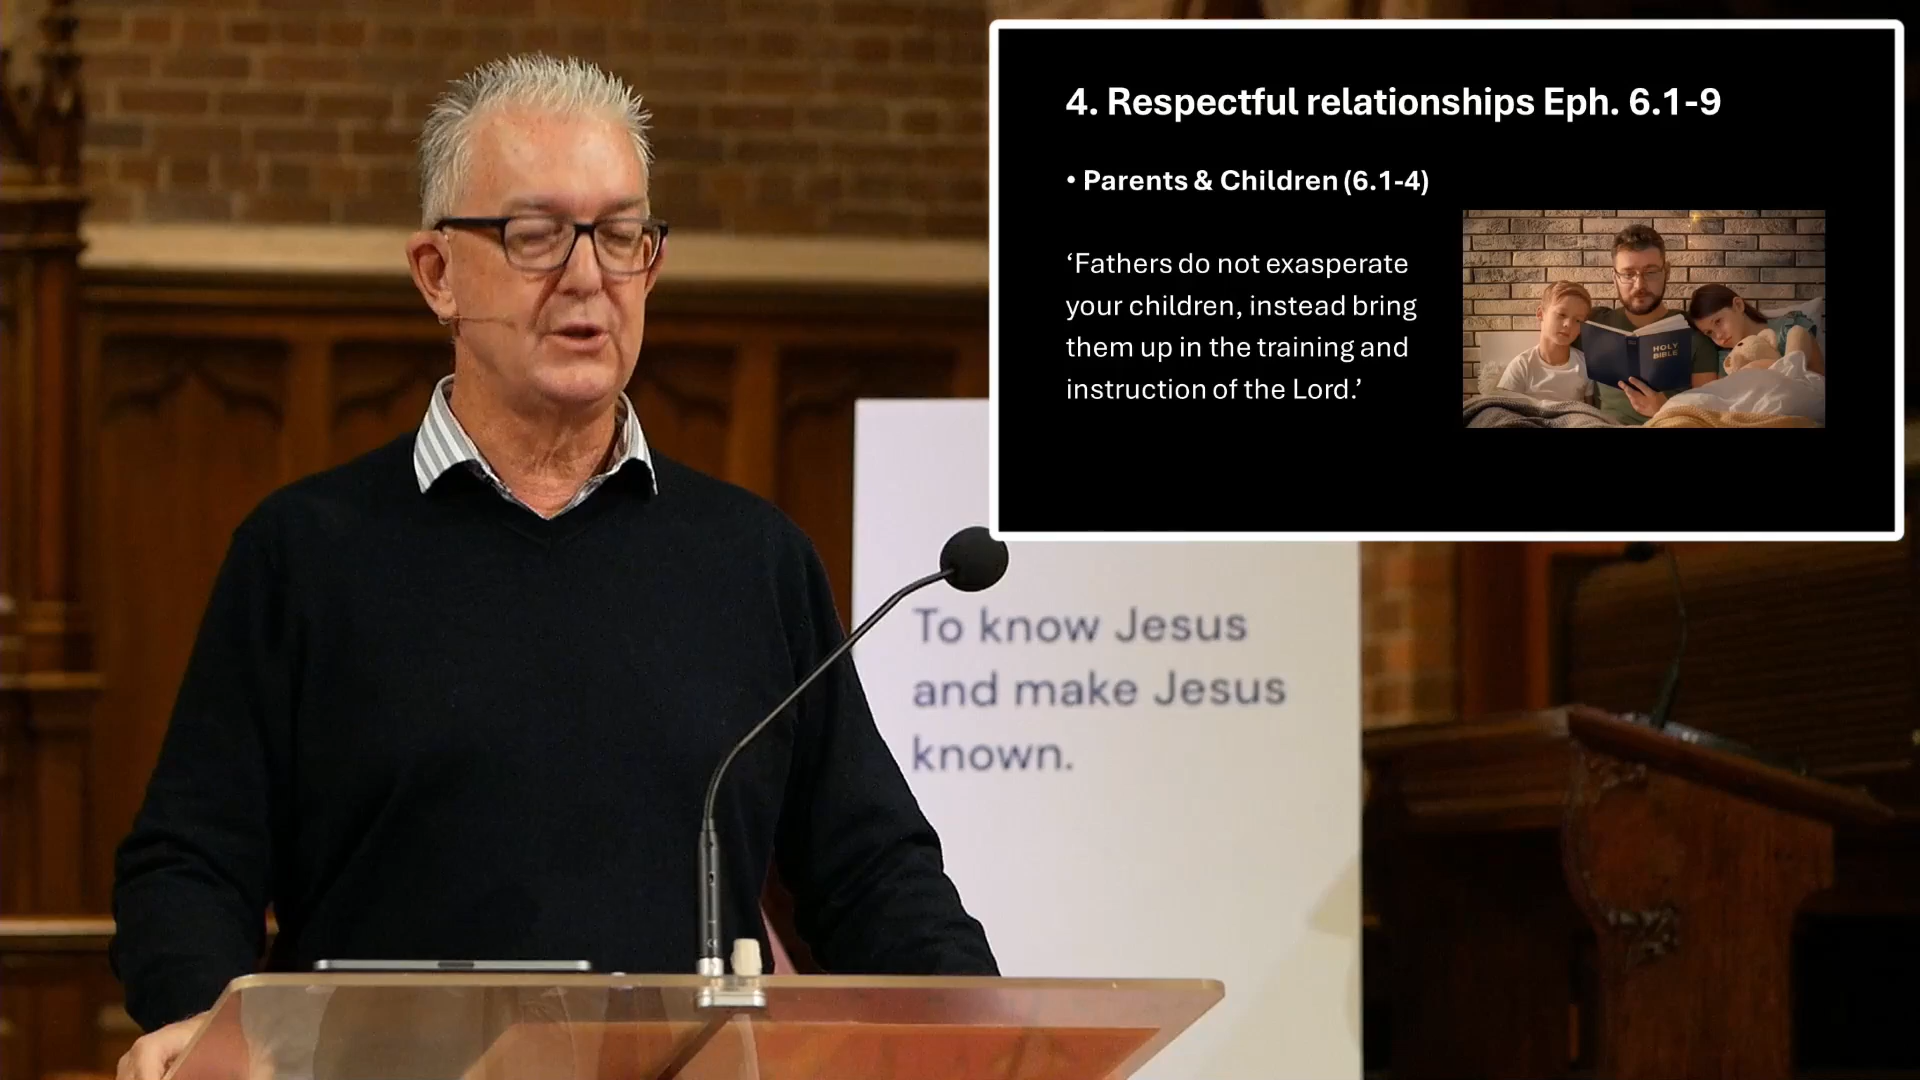 4. Respectful relationships Eph. 6.1-9
• Parents & Children (6.1-4)
‘Fathers do not exasperate
your children, instead bring
them up in the training and
instruction of the Lord.’
HOLY
BIBLE
To know Jesus
and make Jesus
known.